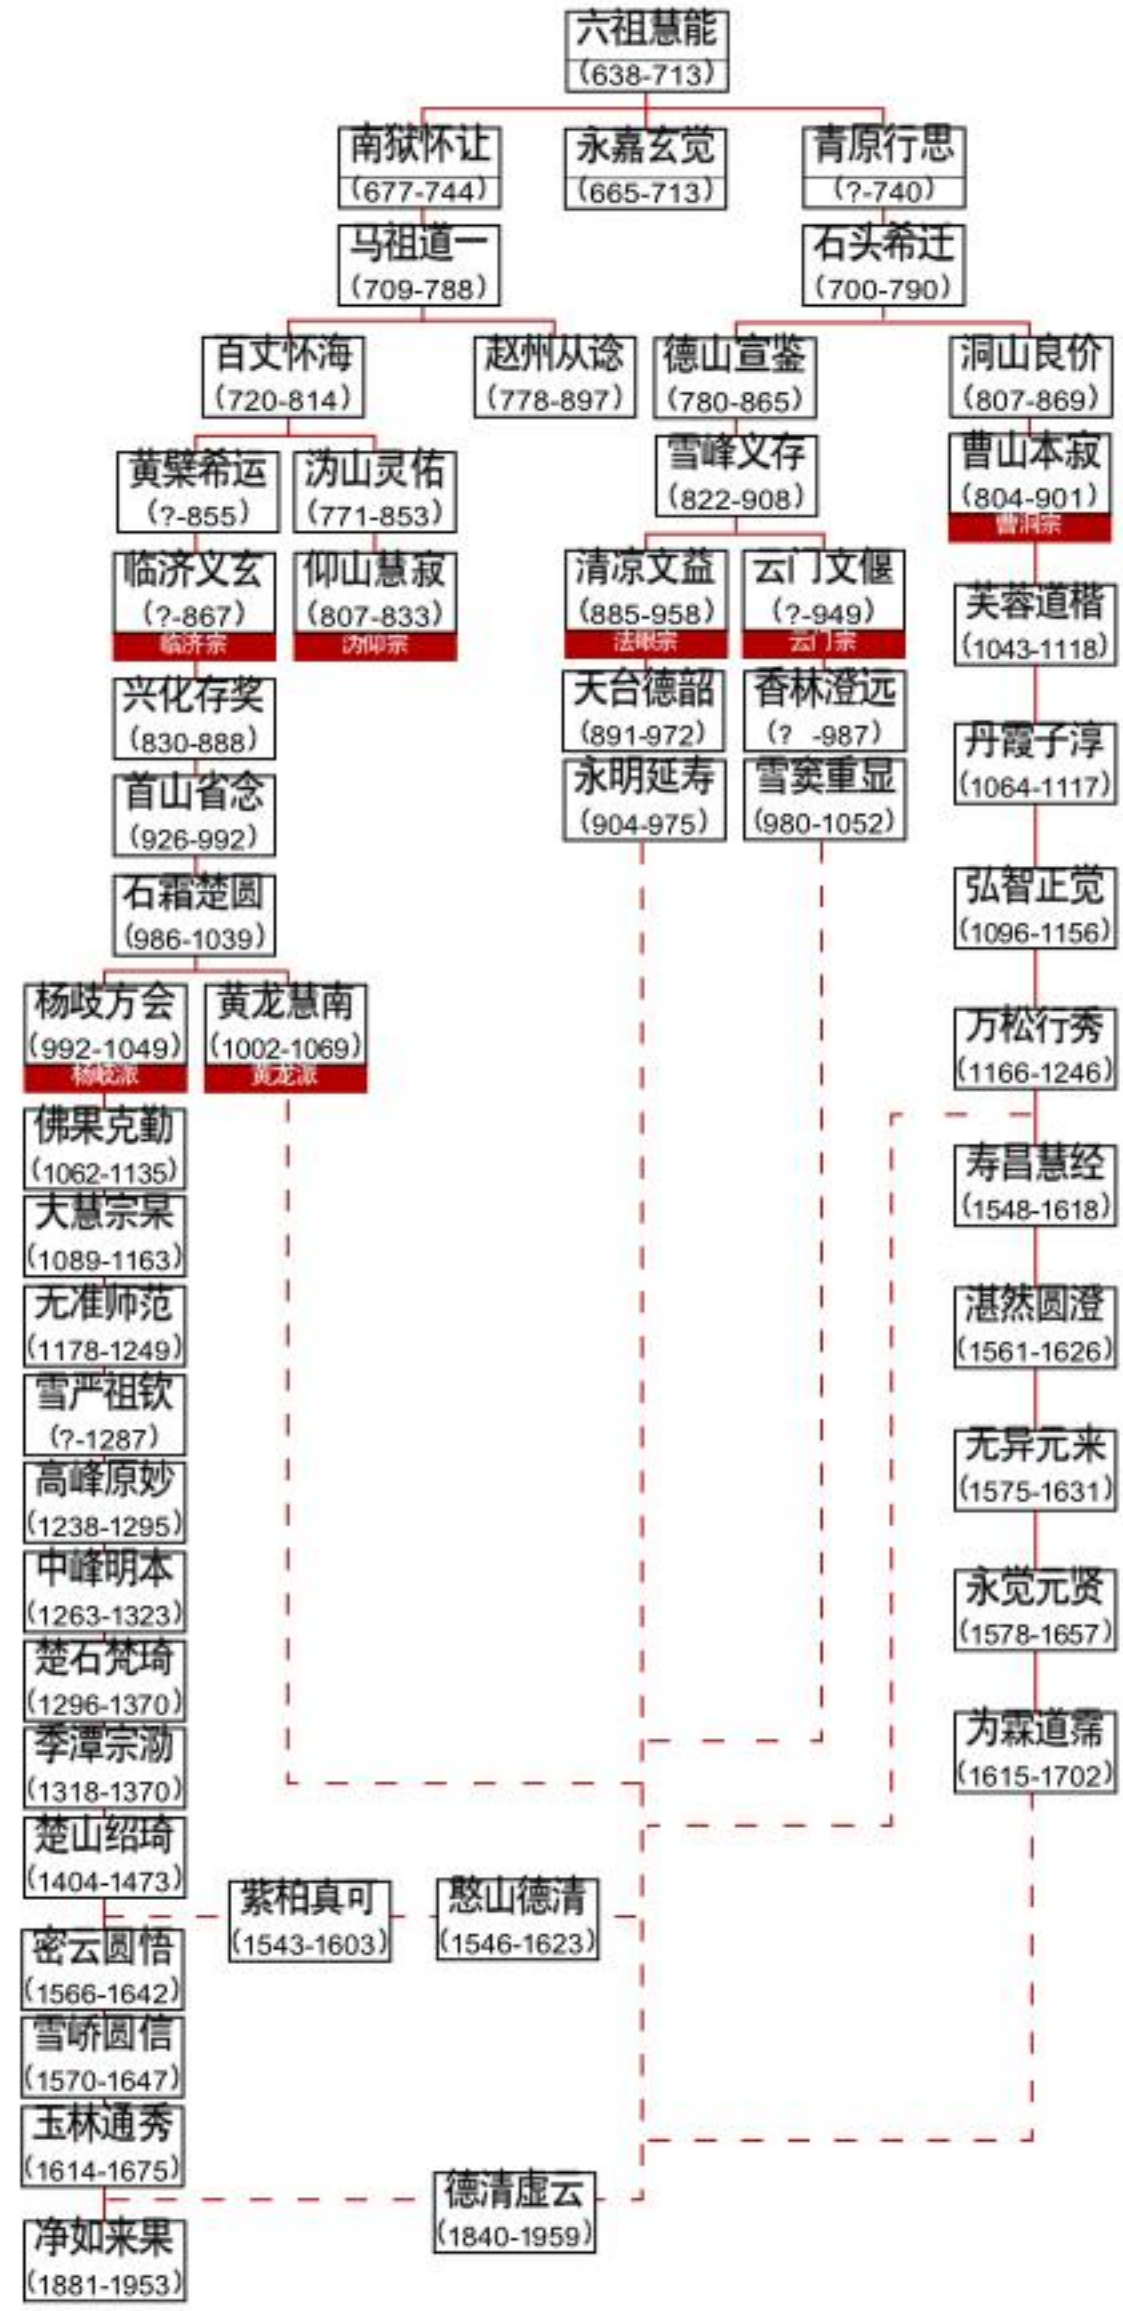 六祖慧能
(638-713)
南狱怀让
(677-744)
永嘉玄觉
(665-713)
青原行思
(?-740)
马祖道一
(709-788)
石头希迁
(700-790)
百丈怀海
(720-814)
赵州从谂
(778-897)
德山宣鉴
(780-865)
洞山良价
(807-869)
黄檗希运
(?-855)
沩山灵佑
(771-853)
雪峰义存
(822-908)
曹山本寂
(804-901)
曹洞宗
临济义玄
(?-867)
临济宗
仰山慧寂
(807-833)
沩仰宗
清凉文益
(885-958)
法眼宗
云门文偃
(?-949)
云门宗
芙蓉道楷
(1043-1118)
兴化存奖
(830-888)
天台德韶
(891-972)
香林澄远
(? -987)
丹霞子淳
(1064-1117)
首山省念
(926-992)
永明延寿
(904-975)
雪窦重显
(980-1052)
石霜楚圆
(986-1039)
弘智正觉
(1096-1156)
杨歧方会
(992-1049)
杨岐派
黄龙慧南
(1002-1069)
黄龙派
万松行秀
(1166-1246)
佛果克勤
(1062-1135)
寿昌慧经
(1548-1618)
大慧宗杲
(1089-1163)
无准师范
(1178-1249)
湛然圆澄
(1561-1626)
雪严祖钦
(?-1287)
无异元来
(1575-1631)
高峰原妙
(1238-1295)
中峰明本
(1263-1323)
永觉元贤
(1578-1657)
楚石梵琦
(1296-1370)
季潭宗泐
(1318-1370)
为霖道霈
(1615-1702)
楚山绍琦
(1404-1473)
紫柏真可
(1543-1603)
憨山德清
(1546-1623)
密云圆悟
(1566-1642)
雪峤圆信
(1570-1647)
玉林通秀
(1614-1675)
德清虚云
(1840-1959)
净如来果
(1881-1953)